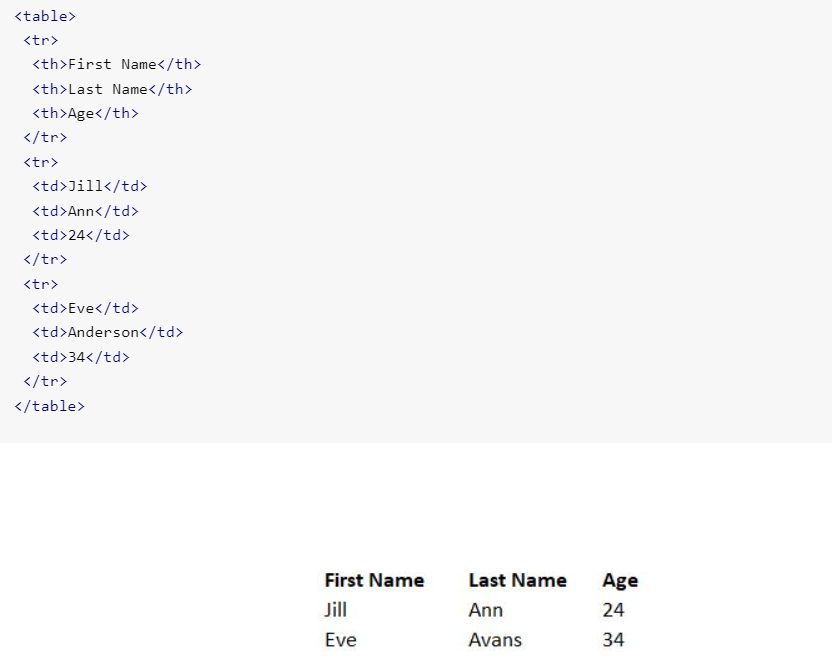 <table>
<tr>
<th>First Name</th>
<th>Last Name</th>
<th>Age</th>
</tr>
<tr>
<td>Jill</td>
<td>Ann</td>
<td>24</td>
</tr>
<tr>
<td>Eve</td>
<td>Anderson</td>
<td>34</td>
</tr>
</table>
First Name Last Name Age
Jill Ann 24
Eve Avans 34